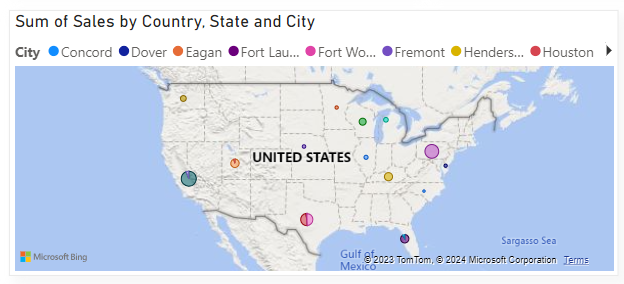 Sum of Sales by Country, State and City
City Concord Dover Eagan Fort Lau... Fort Wo... Fremont Henders... Houston
UNITED STATES
Sargasso Sea
Gulf of
Mexico
Microsoft Bing
© 2023 TomTom, © 2024 Microsoft Corporation Terms